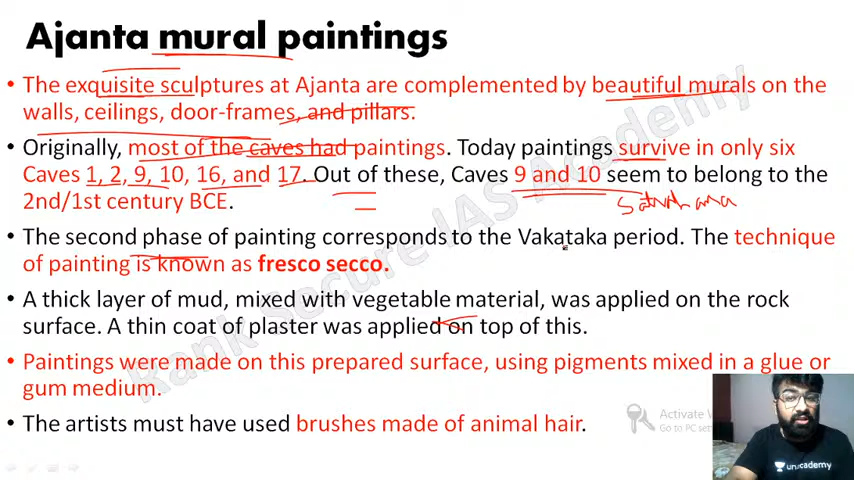 Ajanta mural paintings
• The exquisite sculptures at Ajanta are complemented by beautiful murals on the
walls, ceilings, door-frames, and pillars.
• Originally, most of the caves had paintings. Today paintings survive in only six
Caves 1, 2, 9, 10, 16, and 17. Out of these, Caves 9 and 10 seem to belong to the
2nd/1st century BCE.
Satvahana
• The second phase of painting corresponds to the Vakataka period. The technique
of painting is known as fresco secco.
• A thick layer of mud, mixed with vegetable material, was applied on the rock
surface. A thin coat of plaster was applied on top of this.
• Paintings were made on this prepared surface, using pigments mixed in a glue or
gum medium.
• The artists must have used brushes made of animal hair.
Rank Secure IAS Academy
Activate
Go to PC
unacademy